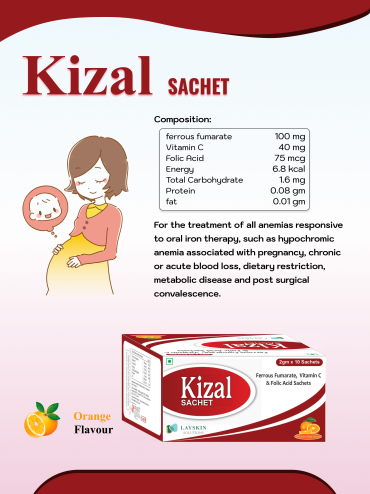 Kizal SACHET
Composition:
ferrous fumarate 100 mg
Vitamin C 40 mg
Folic Acid 75 mcg
Energy 6.8 kcal
Total Carbohydrate 1.6 mg
Protein 0.08 gm
fat 0.01 gm
For the treatment of all anemias responsive
to oral iron therapy, such as hypochromic
anemia associated with pregnancy, chronic
or acute blood loss, dietary restriction,
metabolic disease and post surgical
convalescence.
Kizal
2gm x 10 Sachets
Kizal
SACHET
Ferrous Fumarate, Vitamin C
& Folic Acid Sachets
LAYSKIN
Orange
Flavour